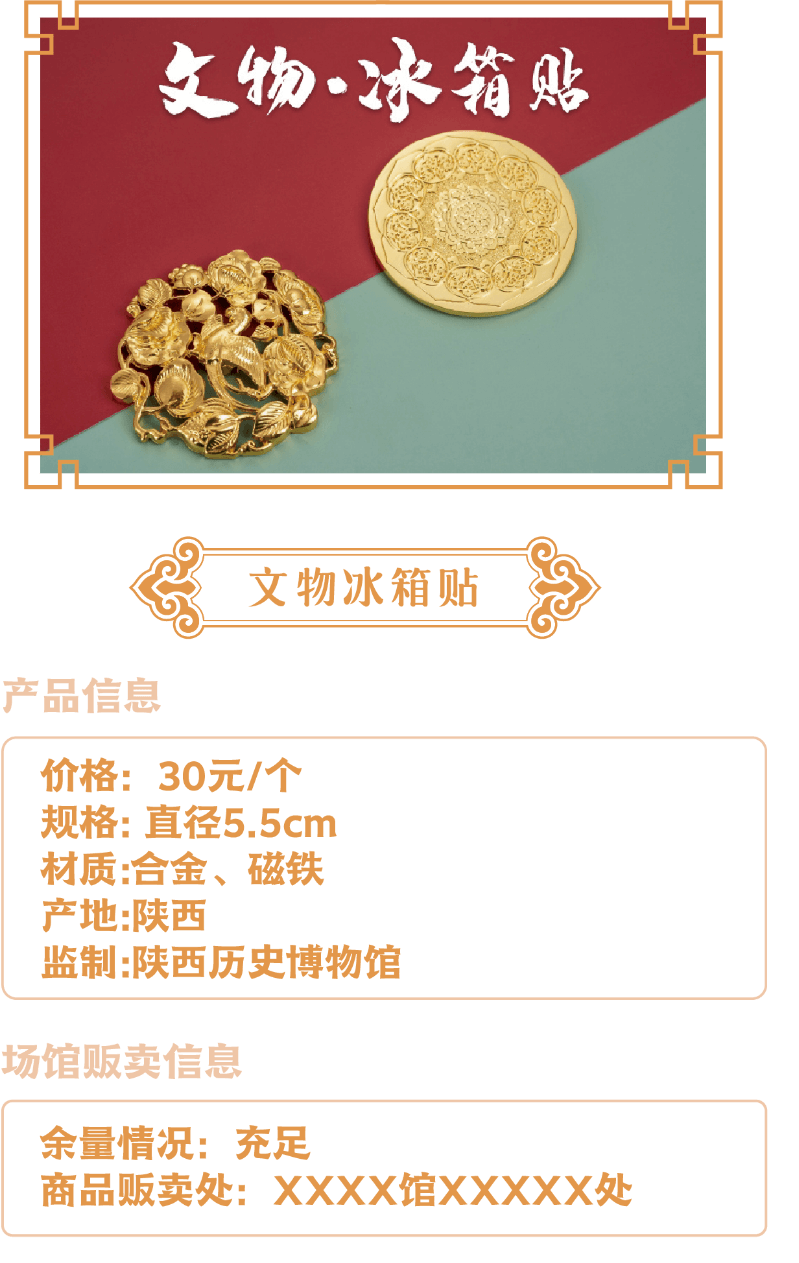 文物·冰箱贴
文物冰箱贴
产品信息
价格：30元/个
规格: 直径5.5cm
材质:合金、磁铁
产地:陕西
监制:陕西历史博物馆
场馆贩卖信息
余量情况：充足
商品贩卖处：XXXX馆XXXXX处